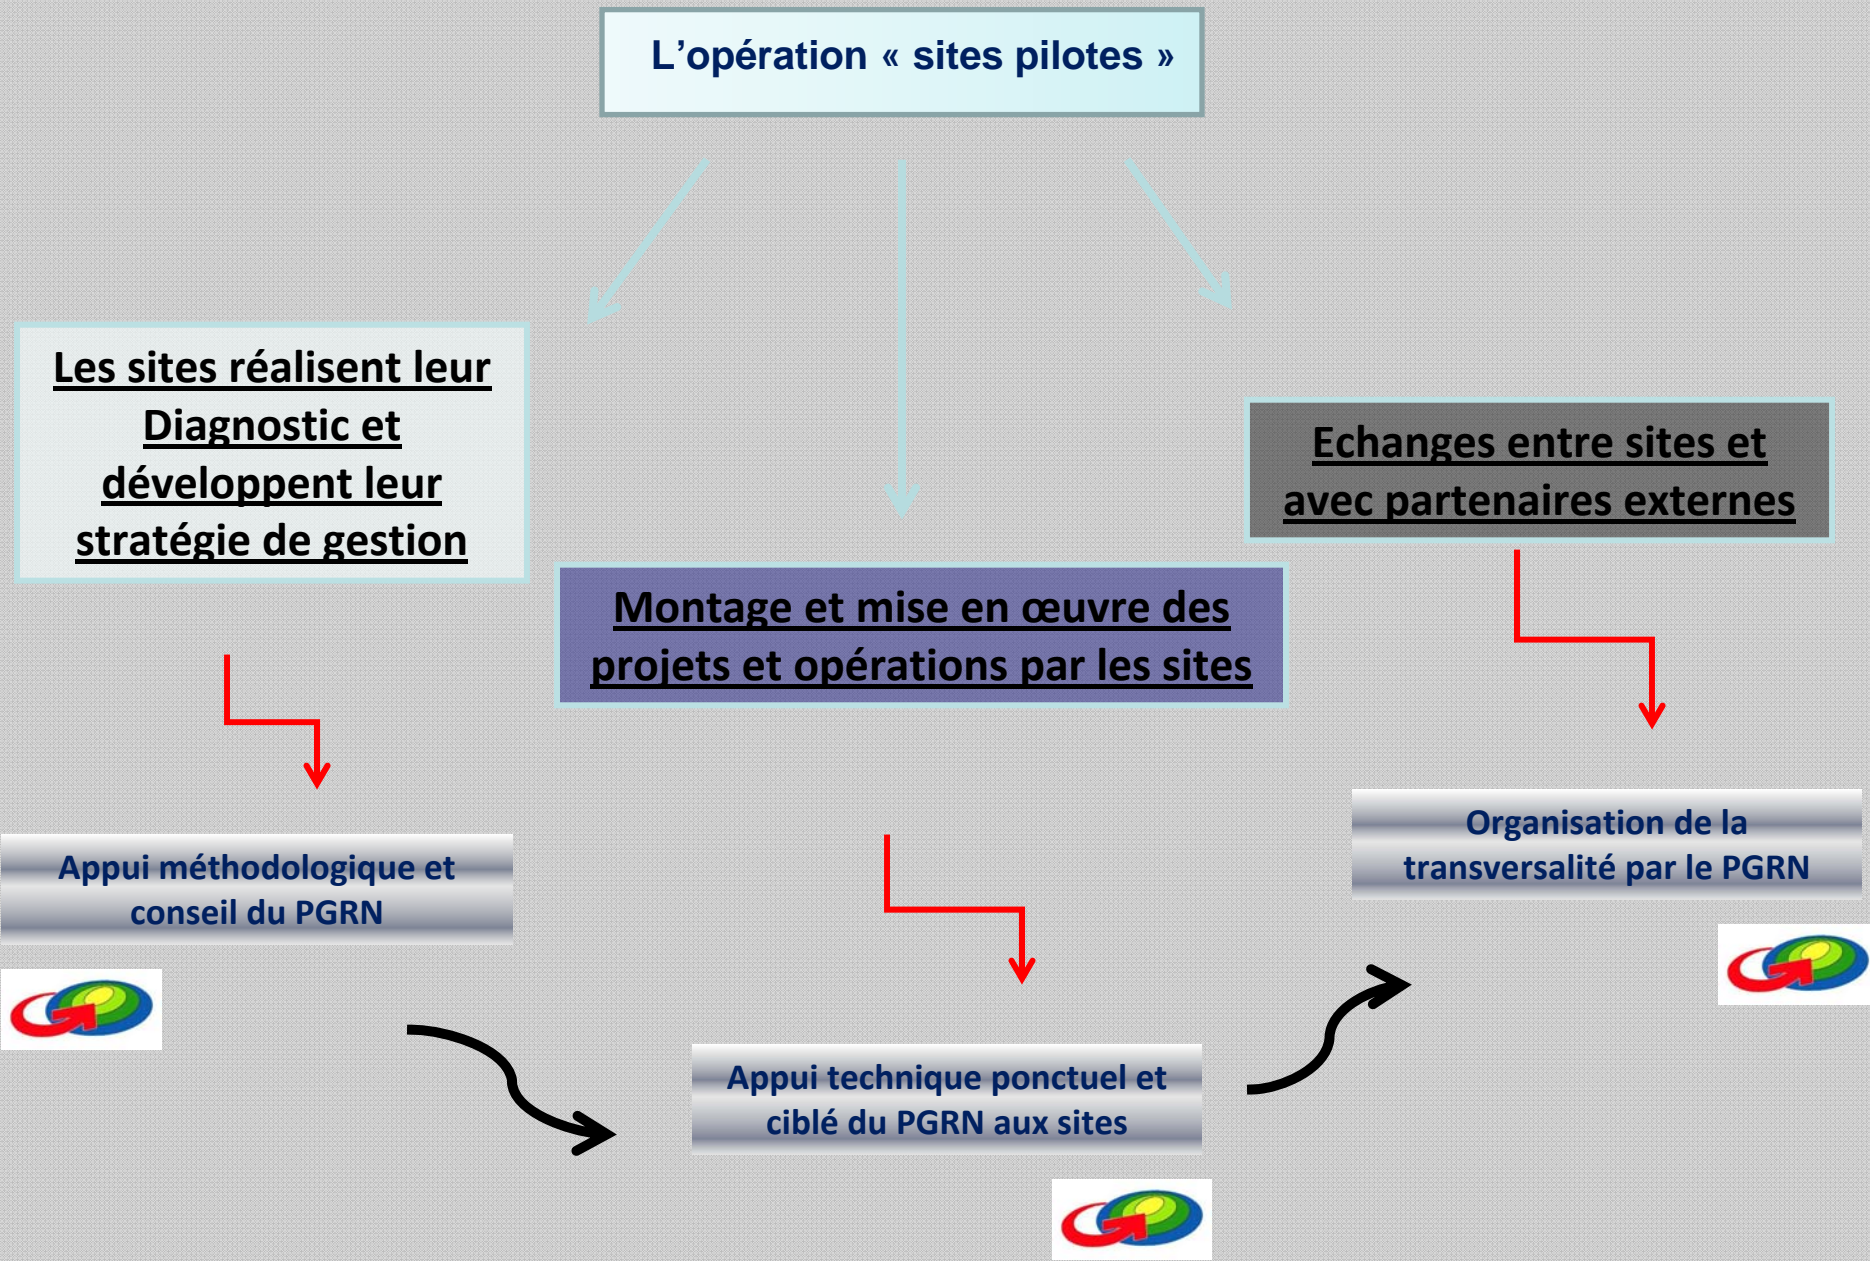 L’opération « sites pilotes »
Les sites réalisent leur
Diagnostic et
développent leur
stratégie de gestion
Echanges entre sites et
avec partenaires externes
Montage et mise en œuvre des
projets et opérations par les sites
Appui méthodologique et
conseil du PGRN
Organisation de la
transversalité par le PGRN
Appui technique ponctuel et
ciblé du PGRN aux sites